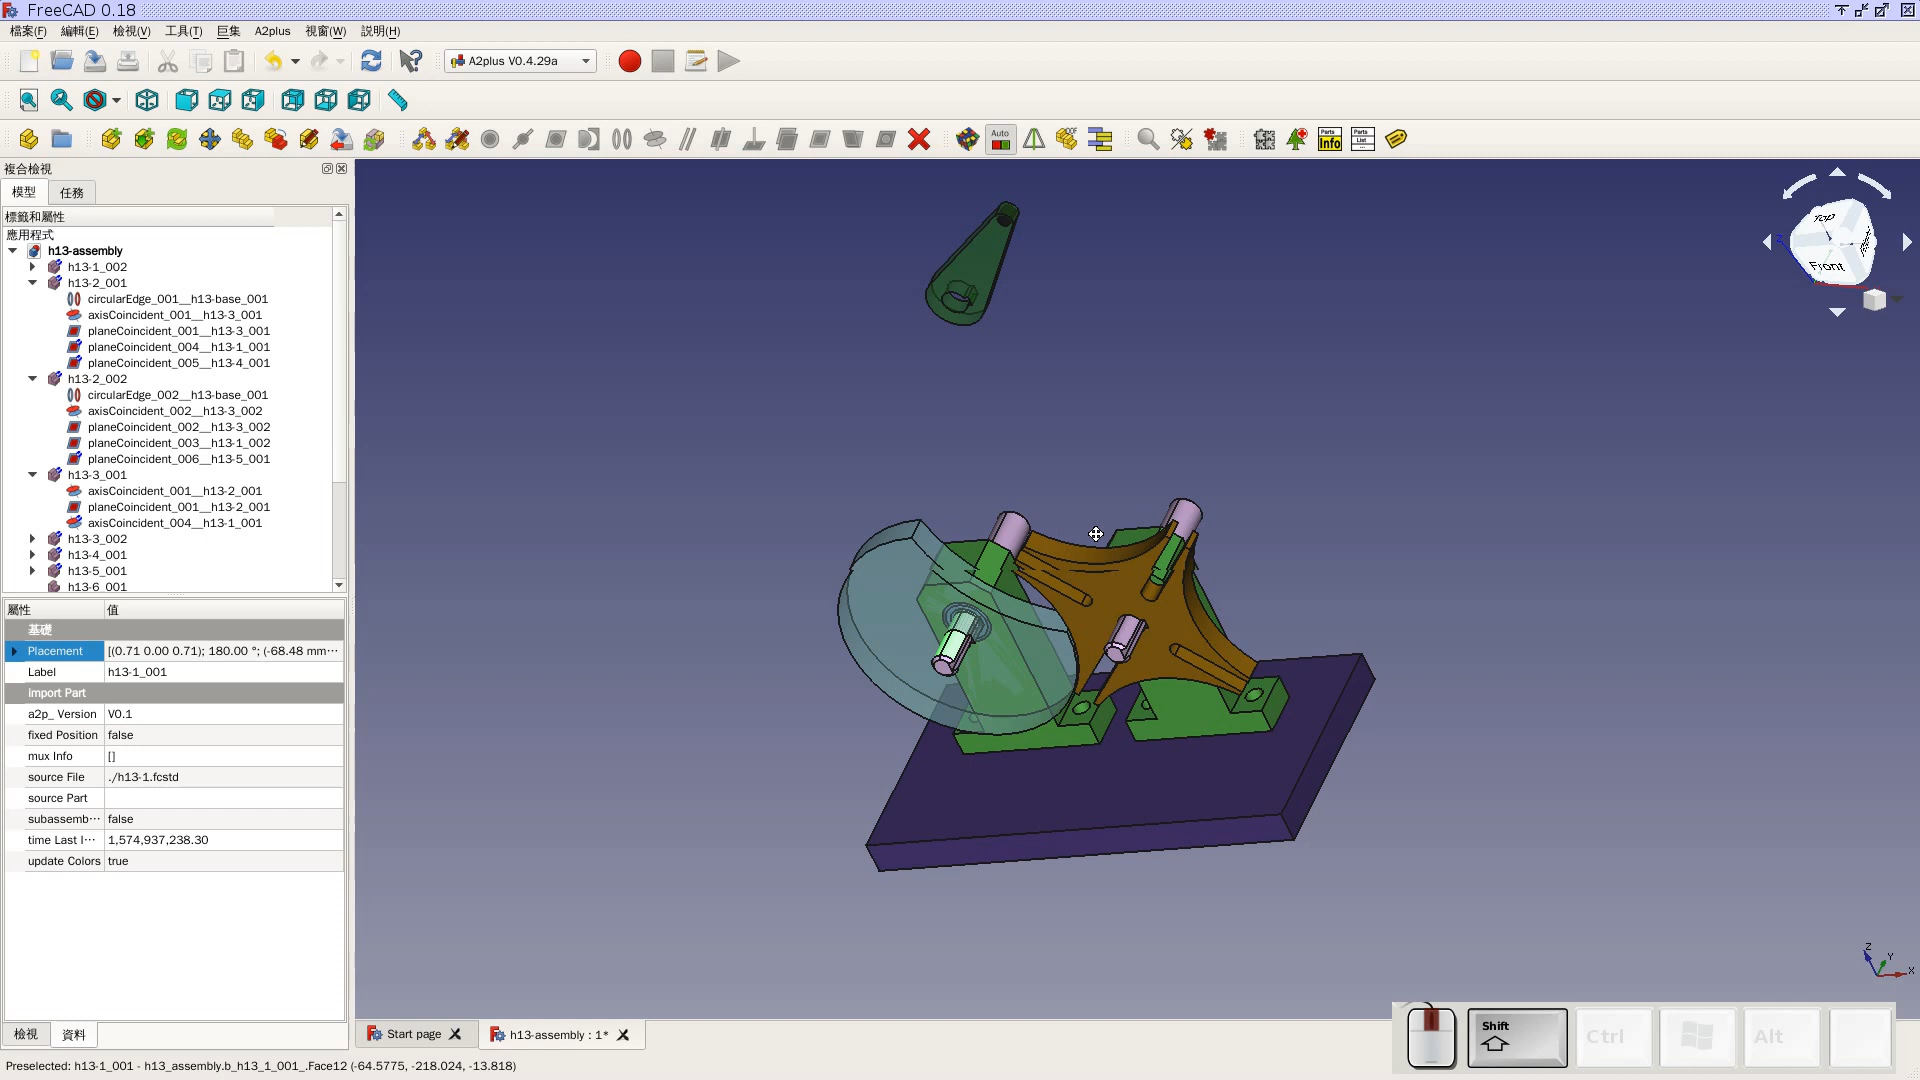 FreeCAD 0.18
檔案(F) 編輯(E) 檢視(V) 工具(T) 巨集 A2plus 視窗(W) 說明(H)
A2plus V0.4.29a
Auto
DOF
Parts Info
Parts List
複合檢視
模型 任務
標籤和屬性
應用程式
h13-assembly
h13-1_002
h13-2_001
circularEdge_001__h13-base_001
axisCoincident_001__h13-3_001
planeCoincident_001__h13-3_001
planeCoincident_004__h13-1_001
planeCoincident_005__h13-4_001
h13-2_002
circularEdge_002__h13-base_001
axisCoincident_002__h13-3_002
planeCoincident_002__h13-3_002
planeCoincident_003__h13-1_002
planeCoincident_006__h13-5_001
h13-3_001
axisCoincident_001__h13-2_001
planeCoincident_001__h13-2_001
axisCoincident_004__h13-1_001
h13-3_002
h13-4_001
h13-5_001
h13-6_001
屬性 值
基礎
Placement [(0.71 0.00 0.71); 180.00 °; (-68.48 mm⋯
Label h13-1_001
Import Part
a2p_ Version V0.1
fixed Position false
mux Info []
source File ./h13-1.fcstd
source Part
subassemb⋯ false
time Last I⋯ 1,574,937,238.30
update Colors true
檢視 資料
Top
Front
Z
Z
Y
X
Start page h13-assembly : 1*
Shift Ctrl Alt
Preselected: h13-1_001 - h13_assembly.b_h13_1_001_.Face12 (-64.5775, -218.024, -13.818)